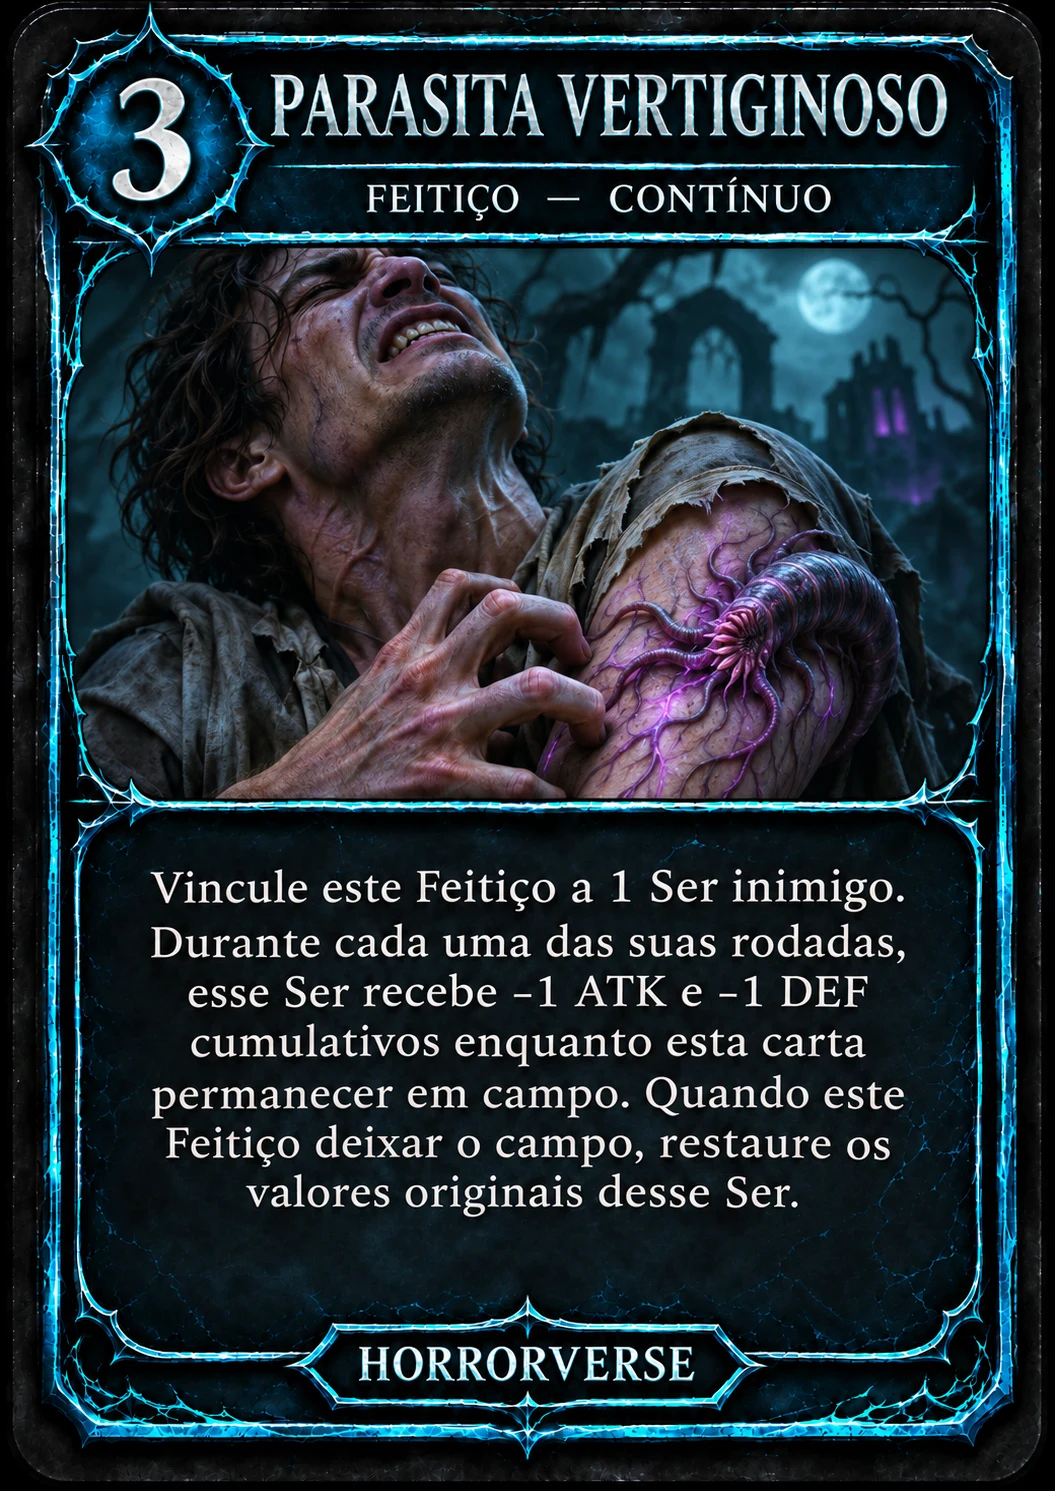 3
PARASITA VERTIGINOSO
FEITIÇO — CONTÍNUO
Vincule este Feitiço a 1 Ser inimigo.
Durante cada uma das suas rodadas,
esse Ser recebe –1 ATK e –1 DEF
cumulativos enquanto esta carta
permanecer em campo. Quando este
Feitiço deixar o campo, restaure os
valores originais desse Ser.
HORRORVERSE